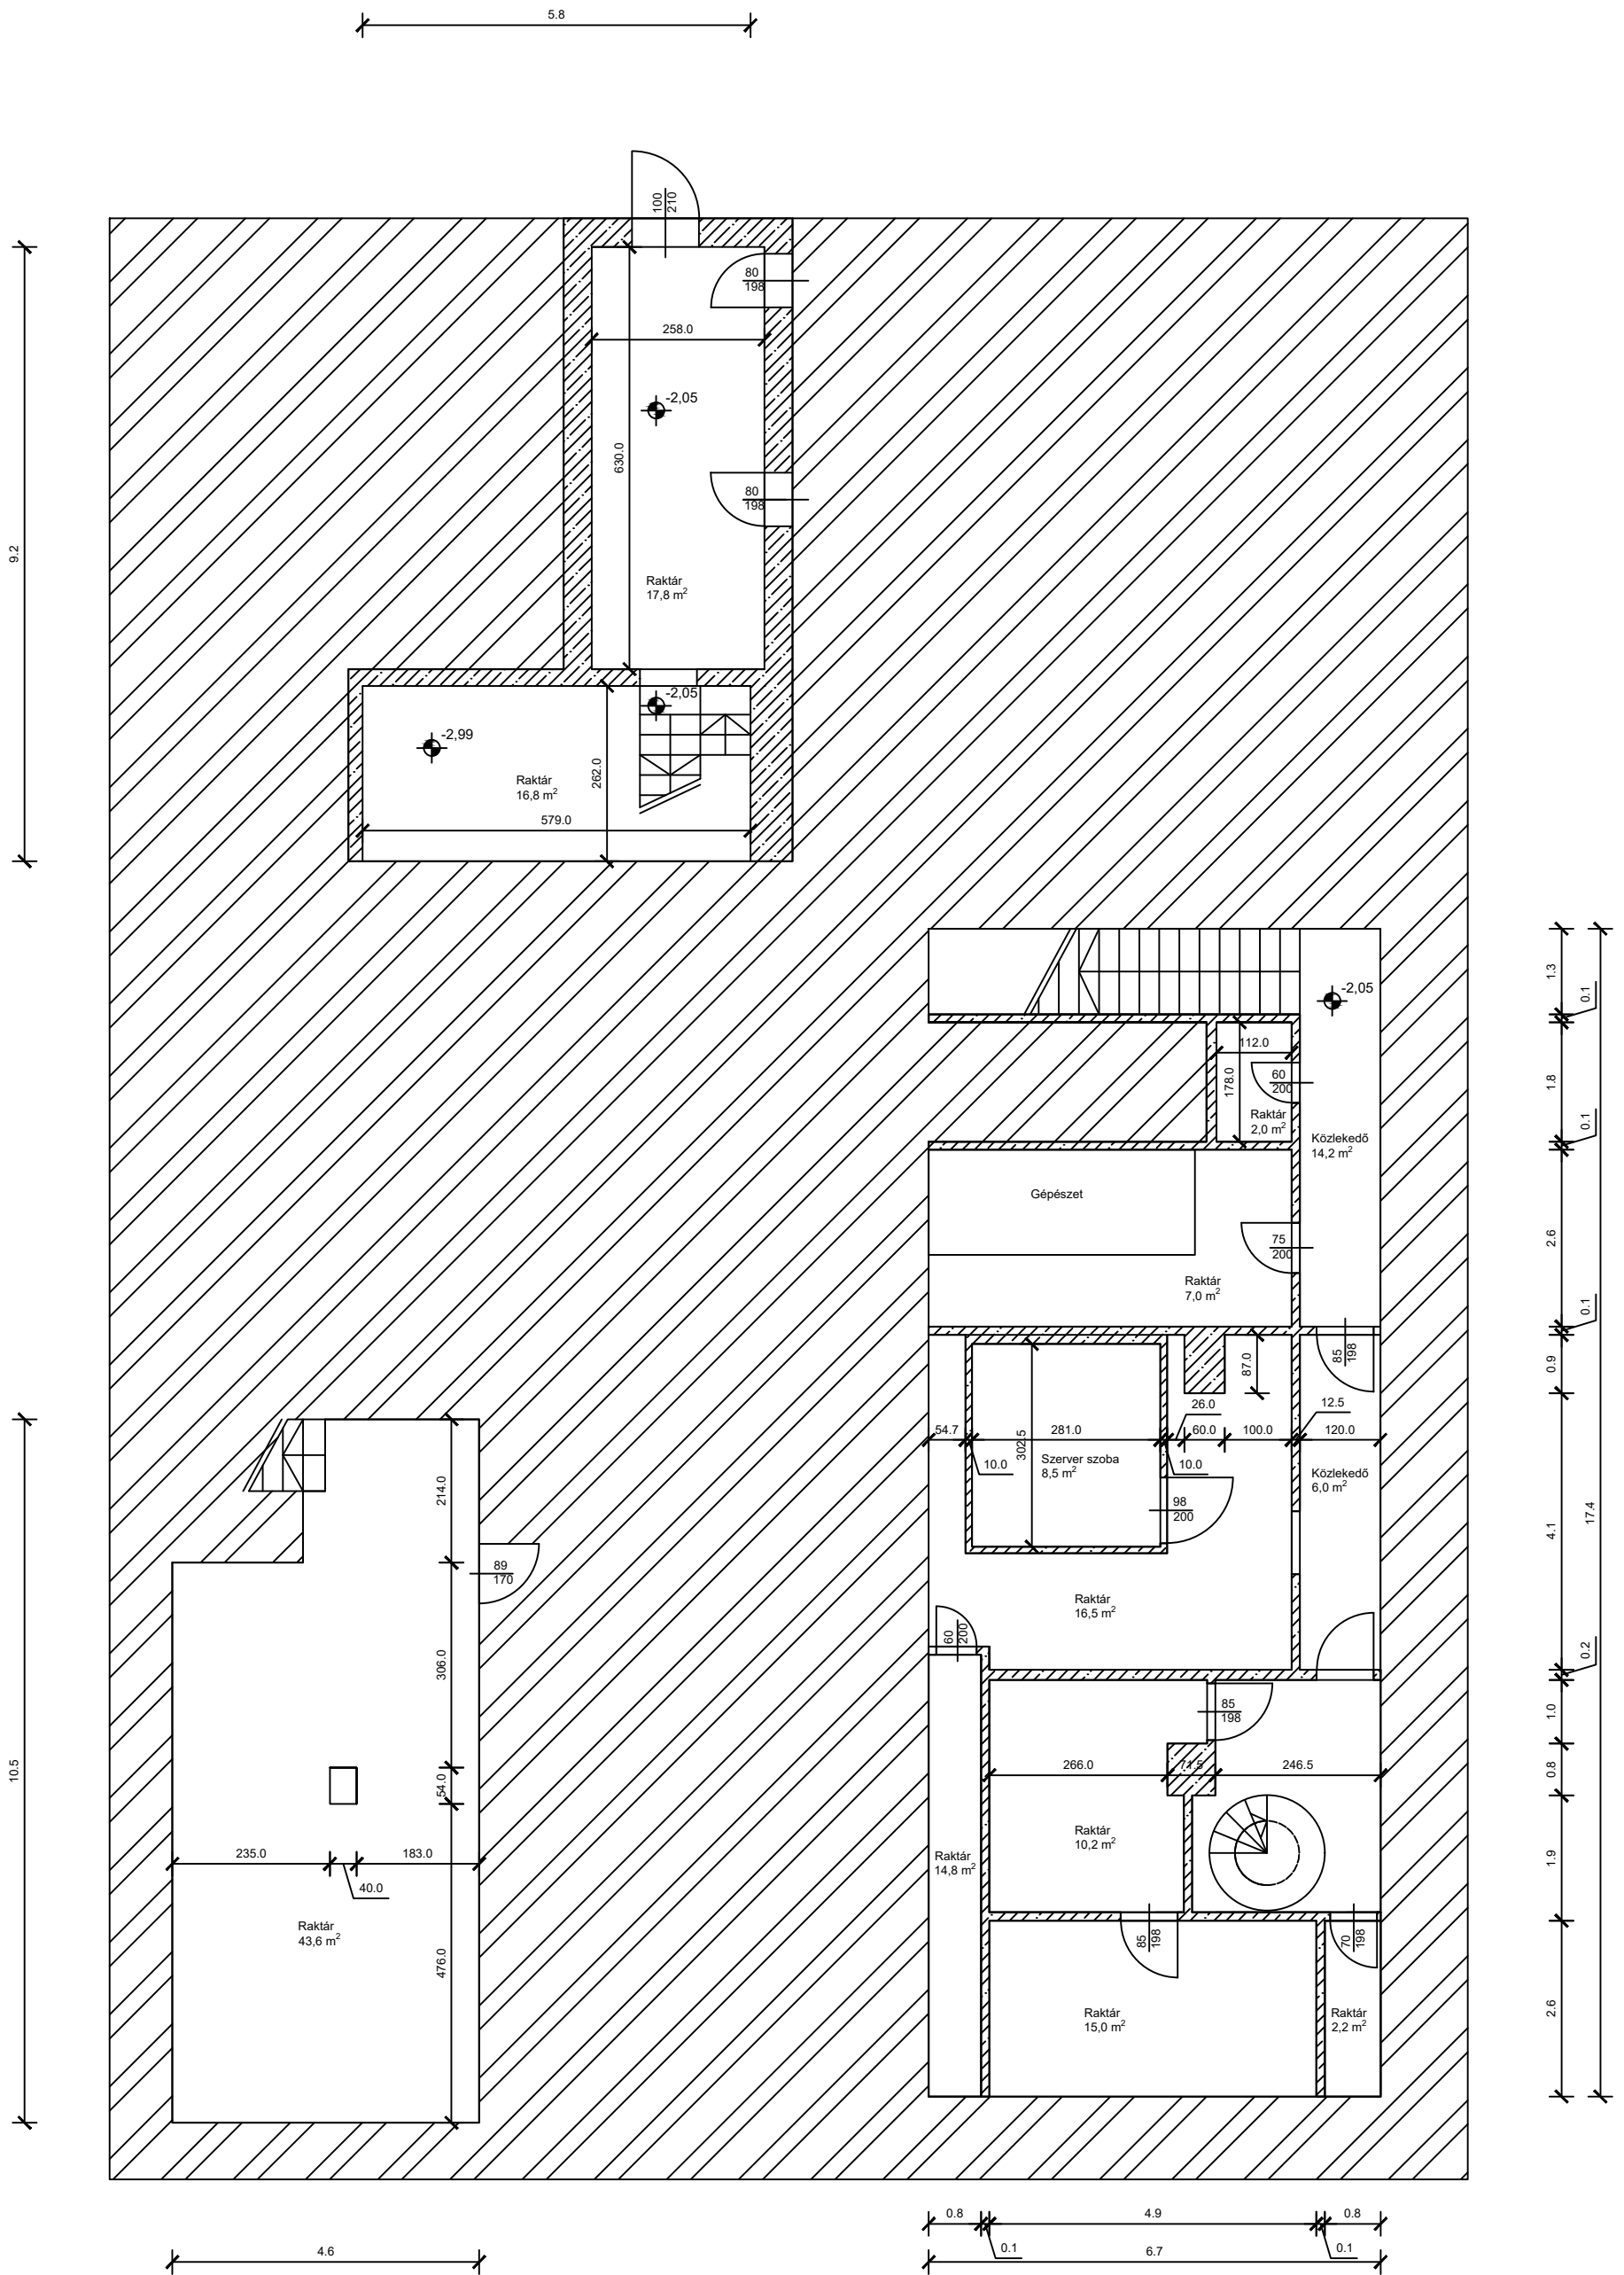 5.8
100
210
80
198
258.0
-2,05
9.2
630.0
80
198
Raktár
17,8 m²
-2,05
-2,99
262.0
Raktár
16,8 m²
579.0
1.3
-2,05
0.1
112.0
60
200
178.0
1.8
Raktár
2,0 m²
0.1
Közlekedő
14,2 m²
Gépészet
75
200
2.6
Raktár
7,0 m²
0.1
85
198
87.0
0.9
26.0
12.5
54.7
281.0
60.0
100.0
120.0
302.5
Szerver szoba
8,5 m²
10.0
10.0
Közlekedő
6,0 m²
214.0
98
200
17.4
4.1
89
170
Raktár
16,5 m²
60
200
0.2
306.0
85
198
1.0
10.5
54.0
266.0
71.5
246.5
0.8
235.0
183.0
40.0
Raktár
10,2 m²
Raktár
14,8 m²
1.9
Raktár
43,6 m²
476.0
85
198
70
198
Raktár
15,0 m²
Raktár
2,2 m²
2.6
0.8
4.9
0.8
4.6
0.1
6.7
0.1